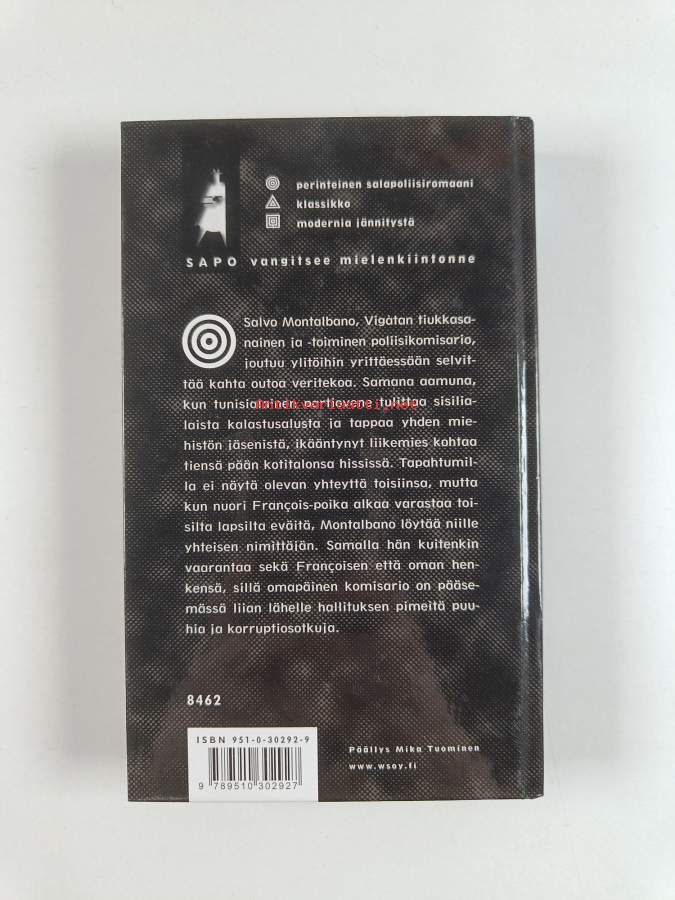 perinteinen salapoliisiromaani
klassikko
modernia jännitystä
SAPO vangitsee mielenkiintonne
Salvo Montalbano, Vigàtan tiukkasa-
nainen ja -toiminen poliisikomisario,
joutuu ylitöihin yrittäessään selvit-
tää kahta outoa veritekoa. Samana aamuna,
kun tunisialainen partiovene tulittaa sisilia-
laista kalastusalusta ja tappaa yhden mie-
histön jäsenistä, ikääntynyt liikemies kohtaa
tiensä pään kotitalonsa hississä. Tapahtumil-
la ei näytä olevan yhteyttä toisiinsa, mutta
kun nuori François-poika alkaa varastaa toi-
silta lapsilta eväitä, Montalbano löytää niille
yhteisen nimittäjän. Samalla hän kuitenkin
vaarantaa sekä Françoisen että oman hen-
kensä, sillä omapäinen komisario on pääse-
mässä liian lähelle hallituksen pimeitä puu-
hia ja korruptiosotkuja.
8462
ISBN 951-0-30292-9
9 789510 302927
Päällys Mika Tuominen
www.wsoy.fi